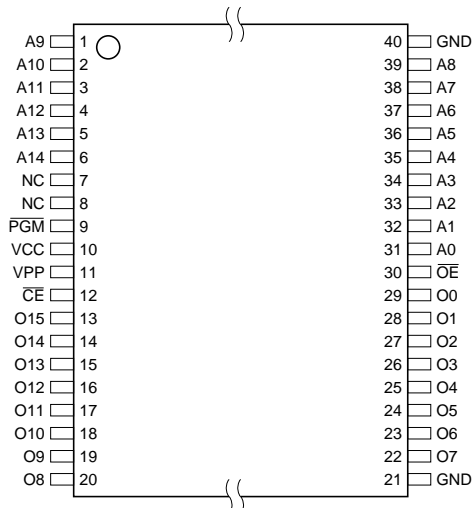 A9 1 40 GND
A10 2 39 A8
A11 3 38 A7
A12 4 37 A6
A13 5 36 A5
A14 6 35 A4
NC 7 34 A3
NC 8 33 A2
P̅G̅M̅ 9 32 A1
VCC 10 31 A0
VPP 11 30 O̅E̅
C̅E̅ 12 29 O0
O15 13 28 O1
O14 14 27 O2
O13 15 26 O3
O12 16 25 O4
O11 17 24 O5
O10 18 23 O6
O9 19 22 O7
O8 20 21 GND